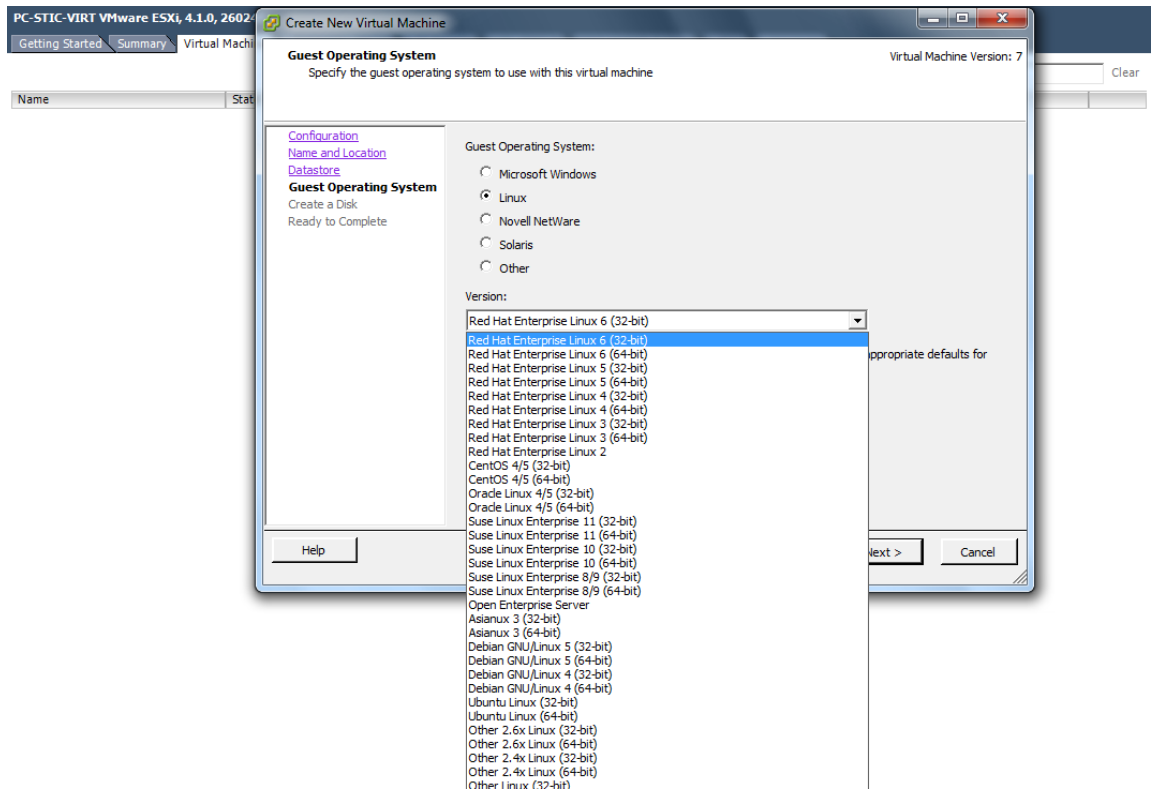 PC-STIC-VIRT VMware ESXi, 4.1.0, 2602
Getting Started Summary Virtual Machi
Clear
Name Stat
Create New Virtual Machine
Guest Operating System
Specify the guest operating system to use with this virtual machine
Virtual Machine Version: 7
Configuration
Name and Location
Datastore
Guest Operating System
Create a Disk
Ready to Complete
Guest Operating System:
Microsoft Windows
Linux
Novell NetWare
Solaris
Other
Version:
Red Hat Enterprise Linux 6 (32-bit)
Red Hat Enterprise Linux 6 (32-bit)
Red Hat Enterprise Linux 6 (64-bit)
appropriate defaults for
Red Hat Enterprise Linux 5 (32-bit)
Red Hat Enterprise Linux 5 (64-bit)
Red Hat Enterprise Linux 4 (32-bit)
Red Hat Enterprise Linux 4 (64-bit)
Red Hat Enterprise Linux 3 (32-bit)
Red Hat Enterprise Linux 3 (64-bit)
Red Hat Enterprise Linux 2
CentOS 4/5 (32-bit)
CentOS 4/5 (64-bit)
Oracle Linux 4/5 (32-bit)
Oracle Linux 4/5 (64-bit)
Suse Linux Enterprise 11 (32-bit)
Suse Linux Enterprise 11 (64-bit)
Suse Linux Enterprise 10 (32-bit)
Suse Linux Enterprise 10 (64-bit)
Suse Linux Enterprise 8/9 (32-bit)
Suse Linux Enterprise 8/9 (64-bit)
Open Enterprise Server
Asianux 3 (32-bit)
Asianux 3 (64-bit)
Debian GNU/Linux 5 (32-bit)
Debian GNU/Linux 5 (64-bit)
Debian GNU/Linux 4 (32-bit)
Debian GNU/Linux 4 (64-bit)
Ubuntu Linux (32-bit)
Ubuntu Linux (64-bit)
Other 2.6x Linux (32-bit)
Other 2.6x Linux (64-bit)
Other 2.4x Linux (32-bit)
Other 2.4x Linux (64-bit)
Other Linux (32-bit)
Help
Next >
Cancel